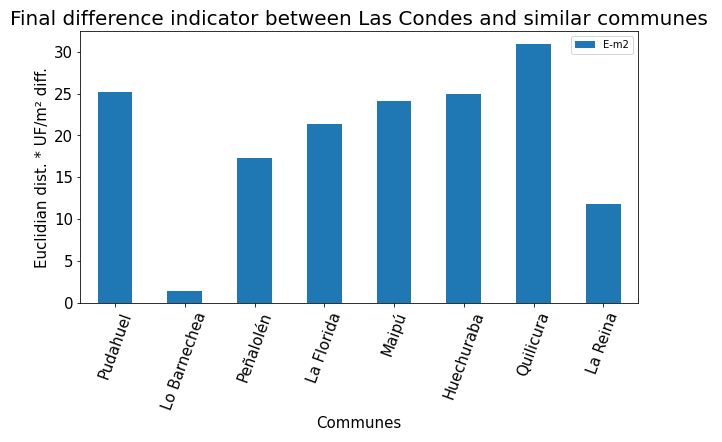 Final difference indicator between Las Condes and similar communes
E-m2
Euclidian dist. * UF/m² diff.
30
25
20
15
10
5
0
Pudahuel
Lo Barnechea
Peñalolén
La Florida
Maipú
Huechuraba
Quilicura
La Reina
Communes